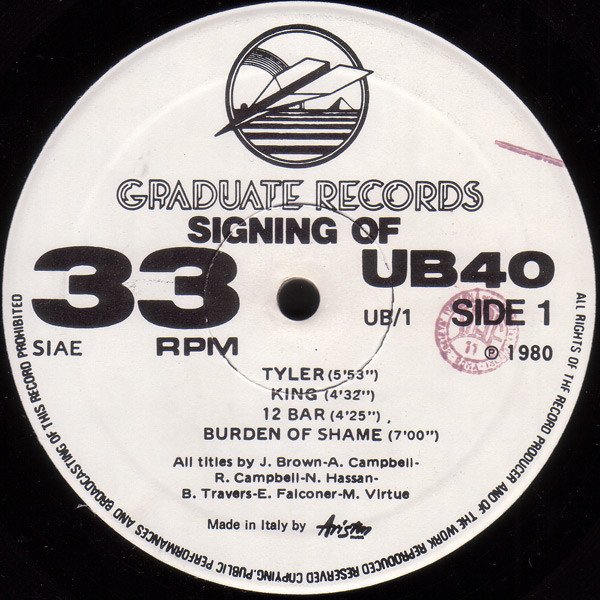 GRADUATE RECORDS
SIGNING OF
33 UB40
UB/1 SIDE 1
SIAE RPM ℗ 1980
TYLER (5'53")
KING (4'32")
12 BAR (4'25")
BURDEN OF SHAME (7'00")
All titles by J. Brown-A. Campbell-
R. Campbell-N. Hassan-
B. Travers-E. Falconer-M. Virtue
Made in Italy by Ariston
music
ALL RIGHTS OF THE RECORD PRODUCER AND OF THE WORK REPRODUCED RESERVED COPYING.PUBLIC PERFORMANCES AND BROADCASTING OF THIS RECORD PROHIBITED
11